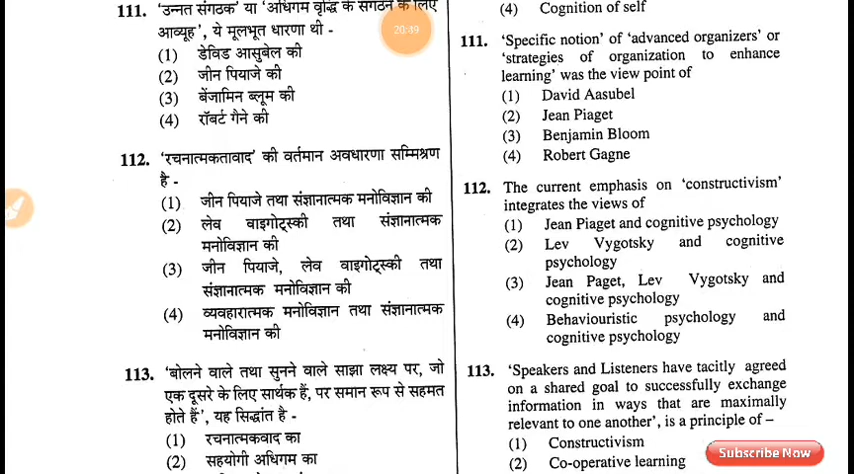 111. 'उन्नत संगठक' या 'अधिगम वृद्धि के संगठन के लिए
आव्यूह', ये मूलभूत धारणा थी -
(1) डेविड आसुबेल की
(2) जीन पियाजे की
(3) बेंजामिन ब्लूम की
(4) रॉबर्ट गैने की
112. 'रचनात्मकतावाद' की वर्तमान अवधारणा सम्मिश्रण
है -
(1) जीन पियाजे तथा संज्ञानात्मक मनोविज्ञान की
(2) लेव वाइगोट्स्की तथा संज्ञानात्मक
मनोविज्ञान की
(3) जीन पियाजे, लेव वाइगोट्स्की तथा
संज्ञानात्मक मनोविज्ञान की
(4) व्यवहारात्मक मनोविज्ञान तथा संज्ञानात्मक
मनोविज्ञान की
113. 'बोलने वाले तथा सुनने वाले साझा लक्ष्य पर, जो
एक दूसरे के लिए सार्थक हैं, पर समान रूप से सहमत
होते हैं', यह सिद्धांत है -
(1) रचनात्मकवाद का
(2) सहयोगी अधिगम का
20:49
(4) Cognition of self
111. 'Specific notion' of 'advanced organizers' or
'strategies of organization to enhance
learning' was the view point of
(1) David Aasubel
(2) Jean Piaget
(3) Benjamin Bloom
(4) Robert Gagne
112. The current emphasis on 'constructivism'
integrates the views of
(1) Jean Piaget and cognitive psychology
(2) Lev Vygotsky and cognitive
psychology
(3) Jean Paget, Lev Vygotsky and
cognitive psychology
(4) Behaviouristic psychology and
cognitive psychology
113. 'Speakers and Listeners have tacitly agreed
on a shared goal to successfully exchange
information in ways that are maximally
relevant to one another', is a principle of –
(1) Constructivism
(2) Co-operative learning
Subscribe Now